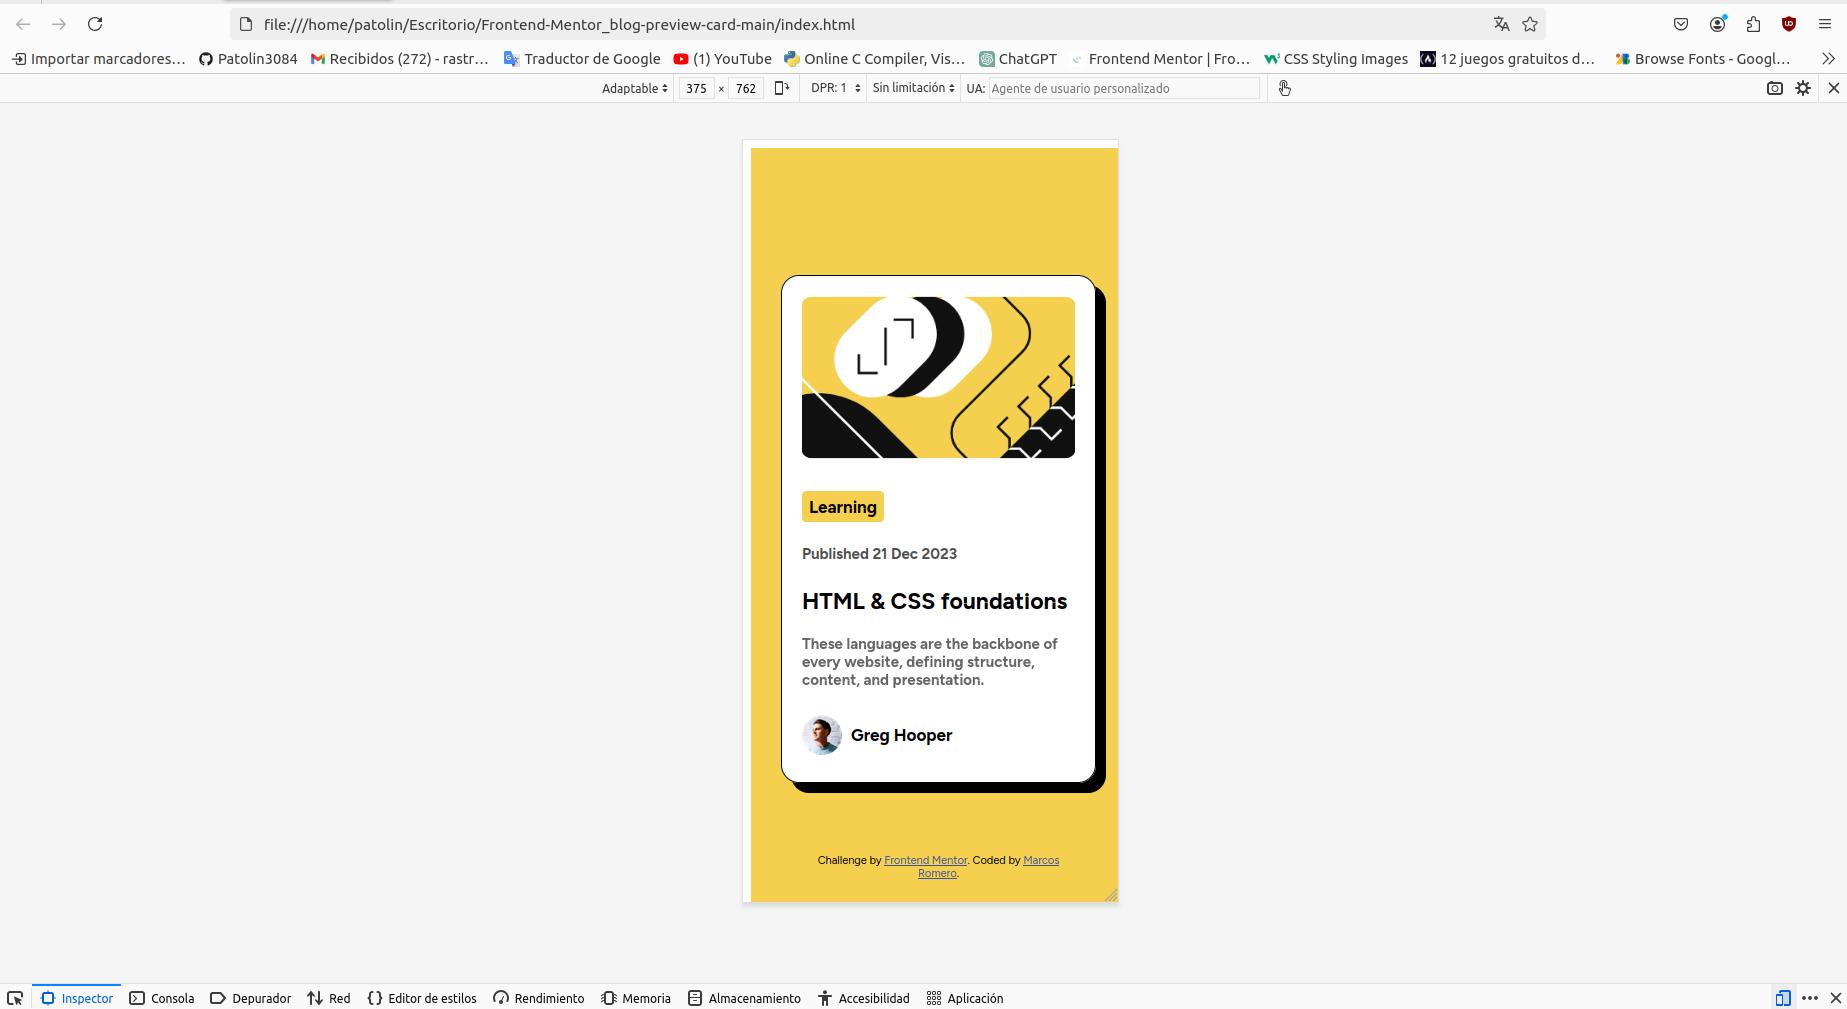 file:///home/patolin/Escritorio/Frontend-Mentor_blog-preview-card-main/index.html
Importar marcadores… Patolin3084 Recibidos (272) - rastr… Traductor de Google (1) YouTube Online C Compiler, Vis… ChatGPT Frontend Mentor | Fro… CSS Styling Images 12 juegos gratuitos d… Browse Fonts - Googl…
Adaptable 375 × 762 DPR: 1 Sin limitación UA: Agente de usuario personalizado
Learning
Published 21 Dec 2023
HTML & CSS foundations
These languages are the backbone of
every website, defining structure,
content, and presentation.
Greg Hooper
Challenge by Frontend Mentor. Coded by Marcos
Romero.
Inspector Consola Depurador Red Editor de estilos Rendimiento Memoria Almacenamiento Accesibilidad Aplicación